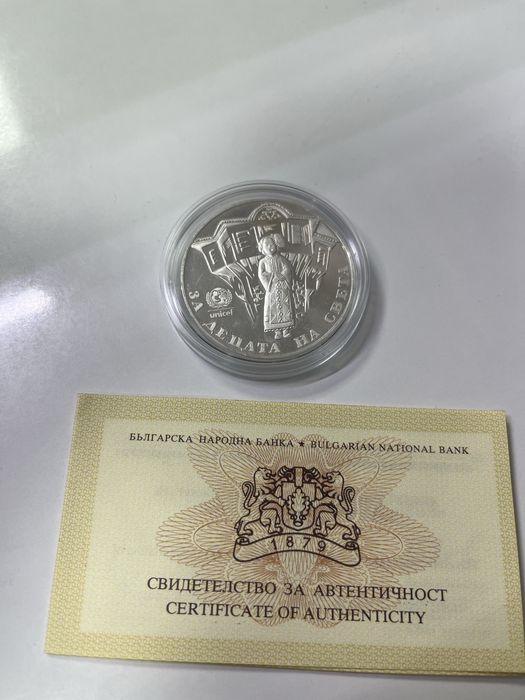 unicef
ЗА ДЕЦАТА НА СВЕТА
БЪЛГАРСКА НАРОДНА БАНКА ★ BULGARIAN NATIONAL BANK
1879
СВИДЕТЕЛСТВО ЗА АВТЕНТИЧНОСТ
CERTIFICATE OF AUTHENTICITY